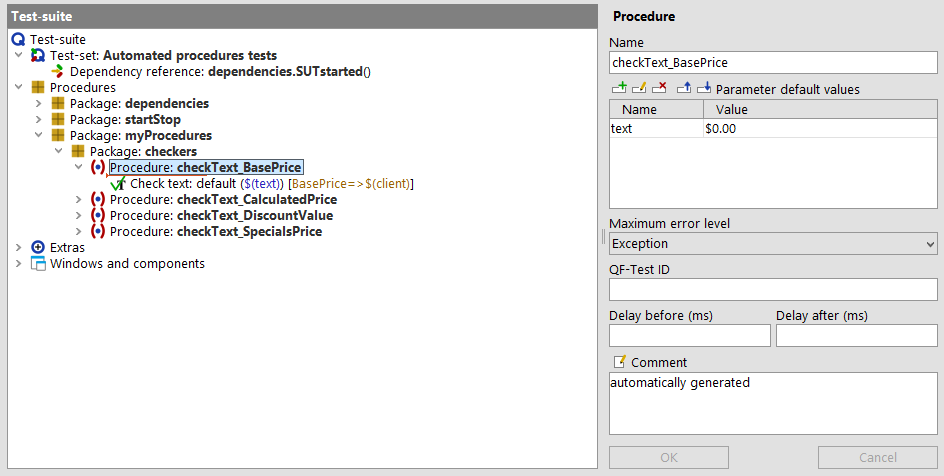 Test-suite
Test-suite
Test-set: Automated procedures tests
Dependency reference: dependencies.SUTstarted()
Procedures
Package: dependencies
Package: startStop
Package: myProcedures
Package: checkers
Procedure: checkText_BasePrice
Check text: default ($(text)) [BasePrice=>$(client)]
Procedure: checkText_CalculatedPrice
Procedure: checkText_DiscountValue
Procedure: checkText_SpecialsPrice
Extras
Windows and components
Procedure
Name
checkText_BasePrice
Parameter default values
Name Value
text $0.00
Maximum error level
Exception
QF-Test ID
Delay before (ms) Delay after (ms)
Comment
automatically generated
OK Cancel